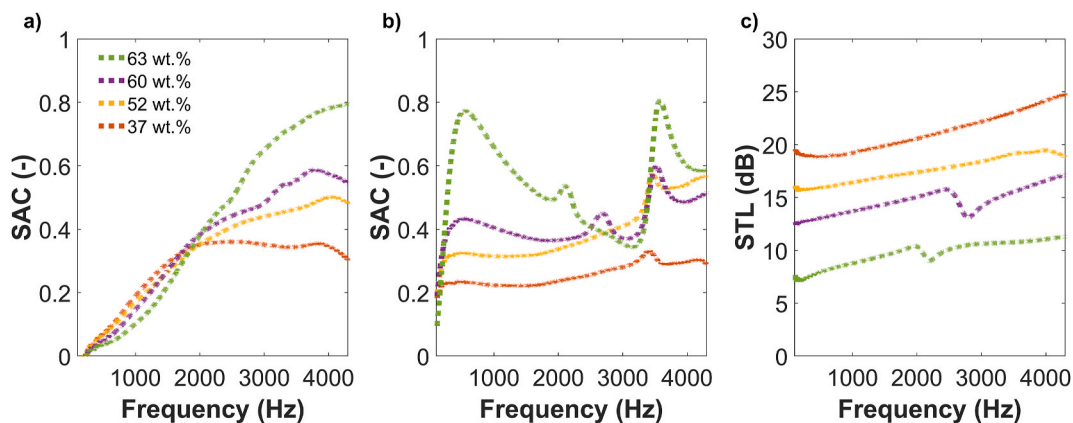 a)
1
0.8
0.6
0.4
0.2
0
SAC (-)
63 wt.%
60 wt.%
52 wt.%
37 wt.%
1000 2000 3000 4000
Frequency (Hz)
b)
1
0.8
0.6
0.4
0.2
0
SAC (-)
1000 2000 3000 4000
Frequency (Hz)
c)
30
25
20
15
10
5
0
STL (dB)
1000 2000 3000 4000
Frequency (Hz)